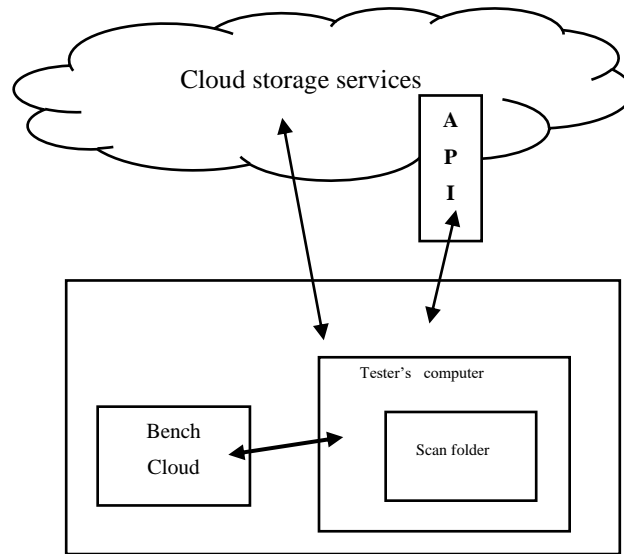 Cloud storage services
A
P
I
Tester’s computer
Bench
Cloud
Scan folder